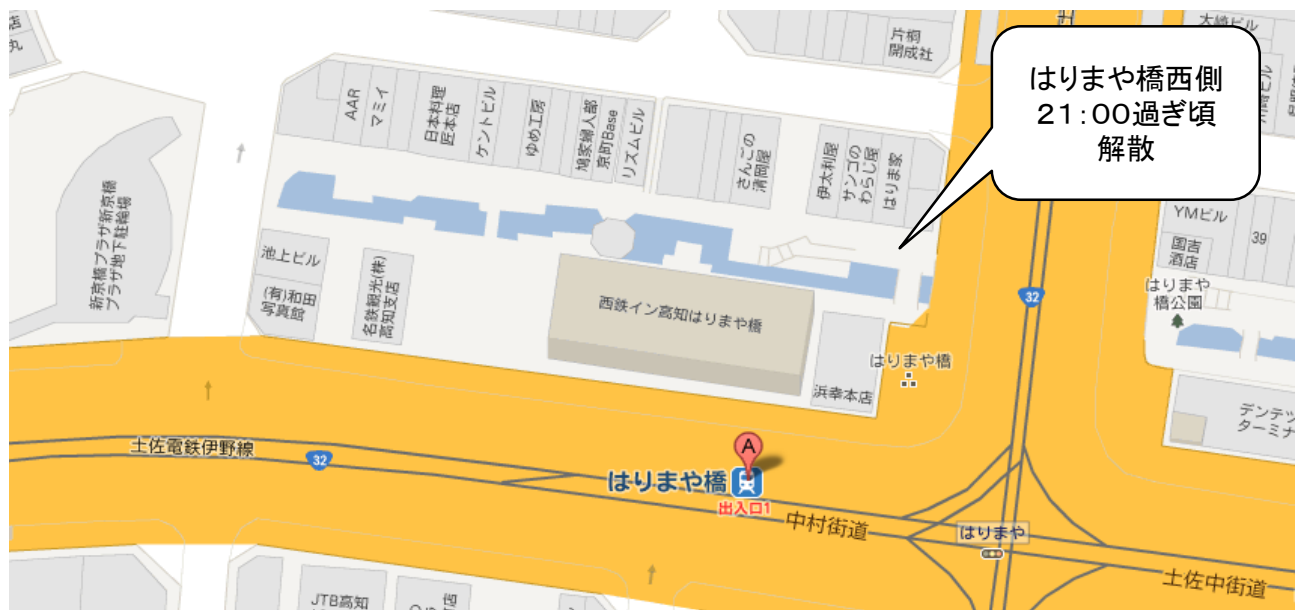 はりまや橋西側
21:00過ぎ頃
解散
片桐
開成社
大崎ビル
店
丸
AAR
マミイ
日本料理
匠本店
ケントビル
ゆめ工房
鳩家婦人部
京町Base
リズムビル
さんごの
清岡屋
伊太利屋
サンゴの
わらじ屋
はりま家
YMビル
39
国吉
酒店
はりまや
橋公園
新京橋プラザ新京橋
プラザ地下駐輪場
池上ビル
(有)和田
写真館
名鉄観光(株)
高知支店
西鉄イン高知はりまや橋
浜幸本店
はりまや橋
32
デンテツ
ターミナ
土佐電鉄伊野線
32
A
はりまや橋
出入口1
中村街道
はりまや
土佐中街道
JTB高知